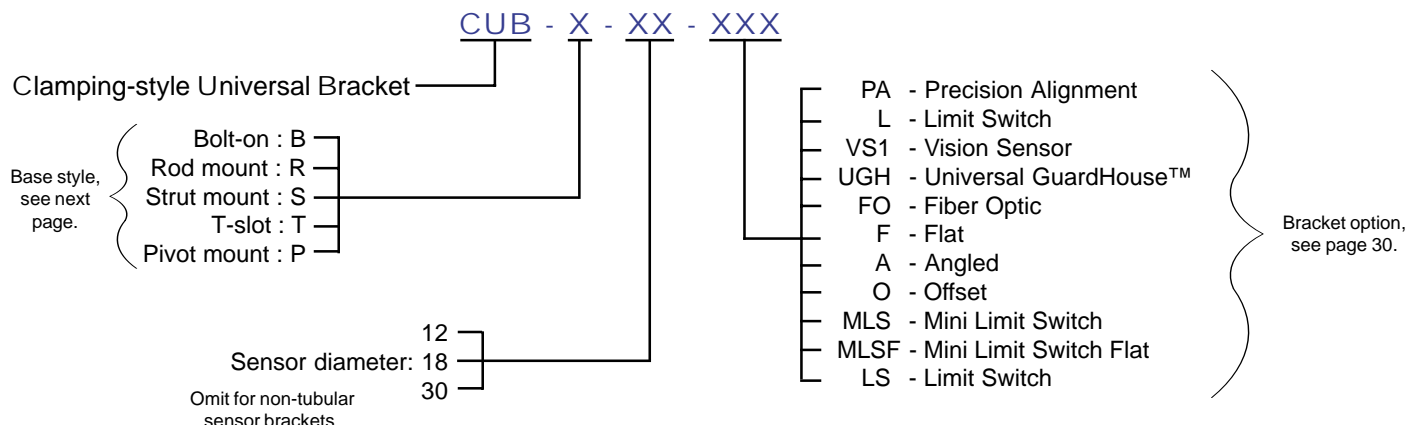 CUB - X - XX - XXX
Clamping-style Universal Bracket
Base style,
see next
page.
Bolt-on : B
Rod mount : R
Strut mount : S
T-slot : T
Pivot mount : P
12
Sensor diameter: 18
30
Omit for non-tubular
sensor brackets
PA - Precision Alignment
L - Limit Switch
VS1 - Vision Sensor
UGH - Universal GuardHouse™
FO - Fiber Optic
F - Flat
A - Angled
O - Offset
MLS - Mini Limit Switch
MLSF - Mini Limit Switch Flat
LS - Limit Switch
Bracket option,
see page 30.